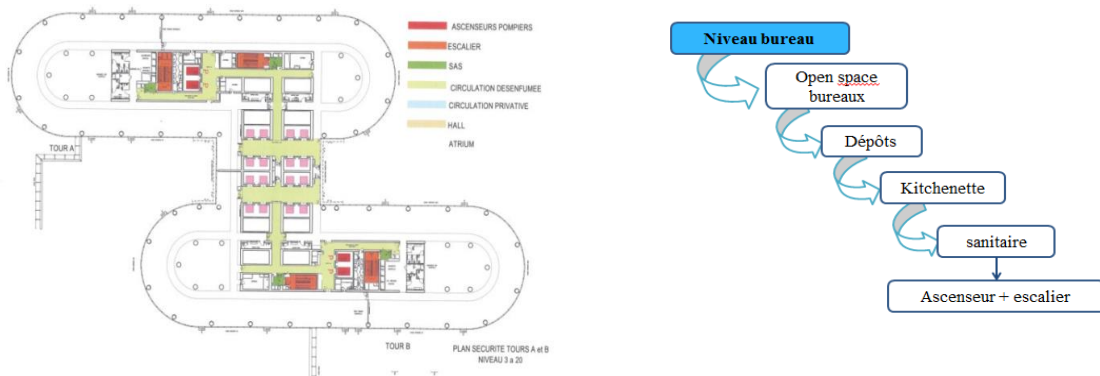 ASCENSEURS POMPIERS
ESCALIER
SAS
CIRCULATION DESENFUMEE
CIRCULATION PRIVATIVE
HALL
ATRIUM
TOUR A
TOUR B
PLAN SECURITE TOURS A et B
NIVEAU 3 a 20
Niveau bureau
Open space
bureaux
Dépôts
Kitchenette
sanitaire
Ascenseur + escalier